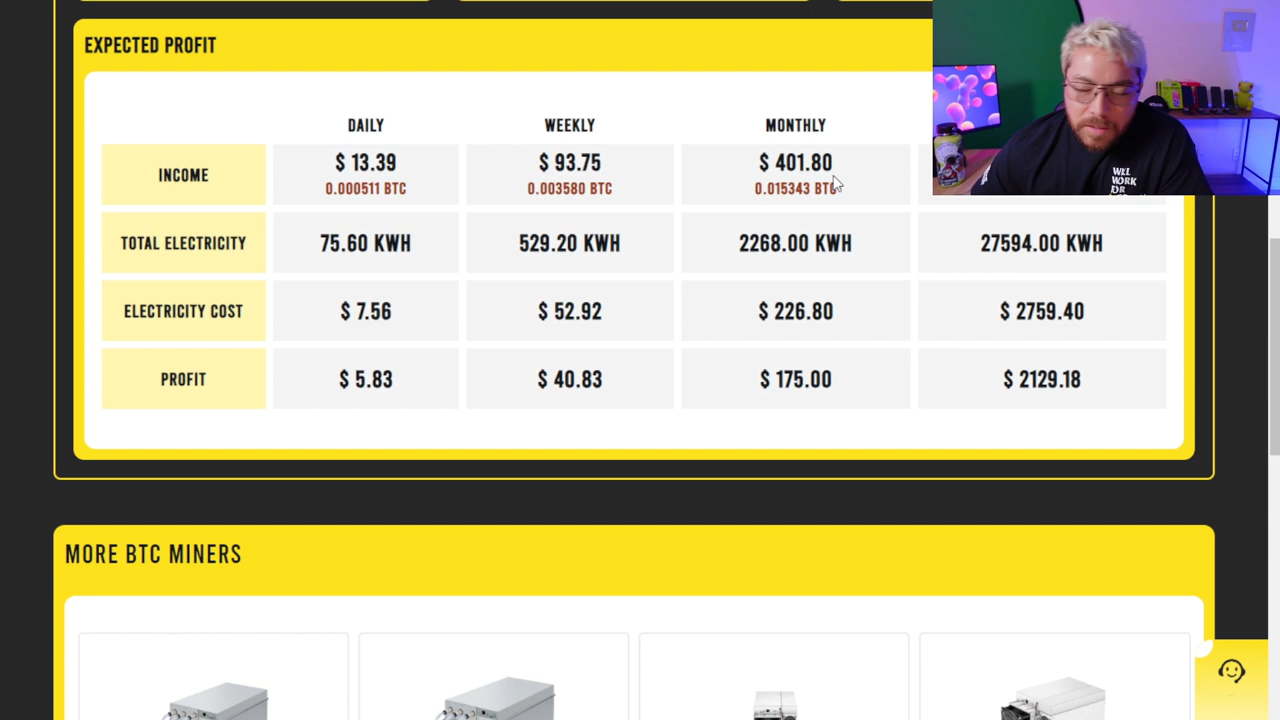 EXPECTED PROFIT
DAILY WEEKLY MONTHLY
INCOME $ 13.39 $ 93.75 $ 401.80
0.000511 BTC 0.003580 BTC 0.015343 BTC
TOTAL ELECTRICITY 75.60 KWH 529.20 KWH 2268.00 KWH 27594.00 KWH
ELECTRICITY COST $ 7.56 $ 52.92 $ 226.80 $ 2759.40
PROFIT $ 5.83 $ 40.83 $ 175.00 $ 2129.18
MORE BTC MINERS
WILL
WORK
FOR